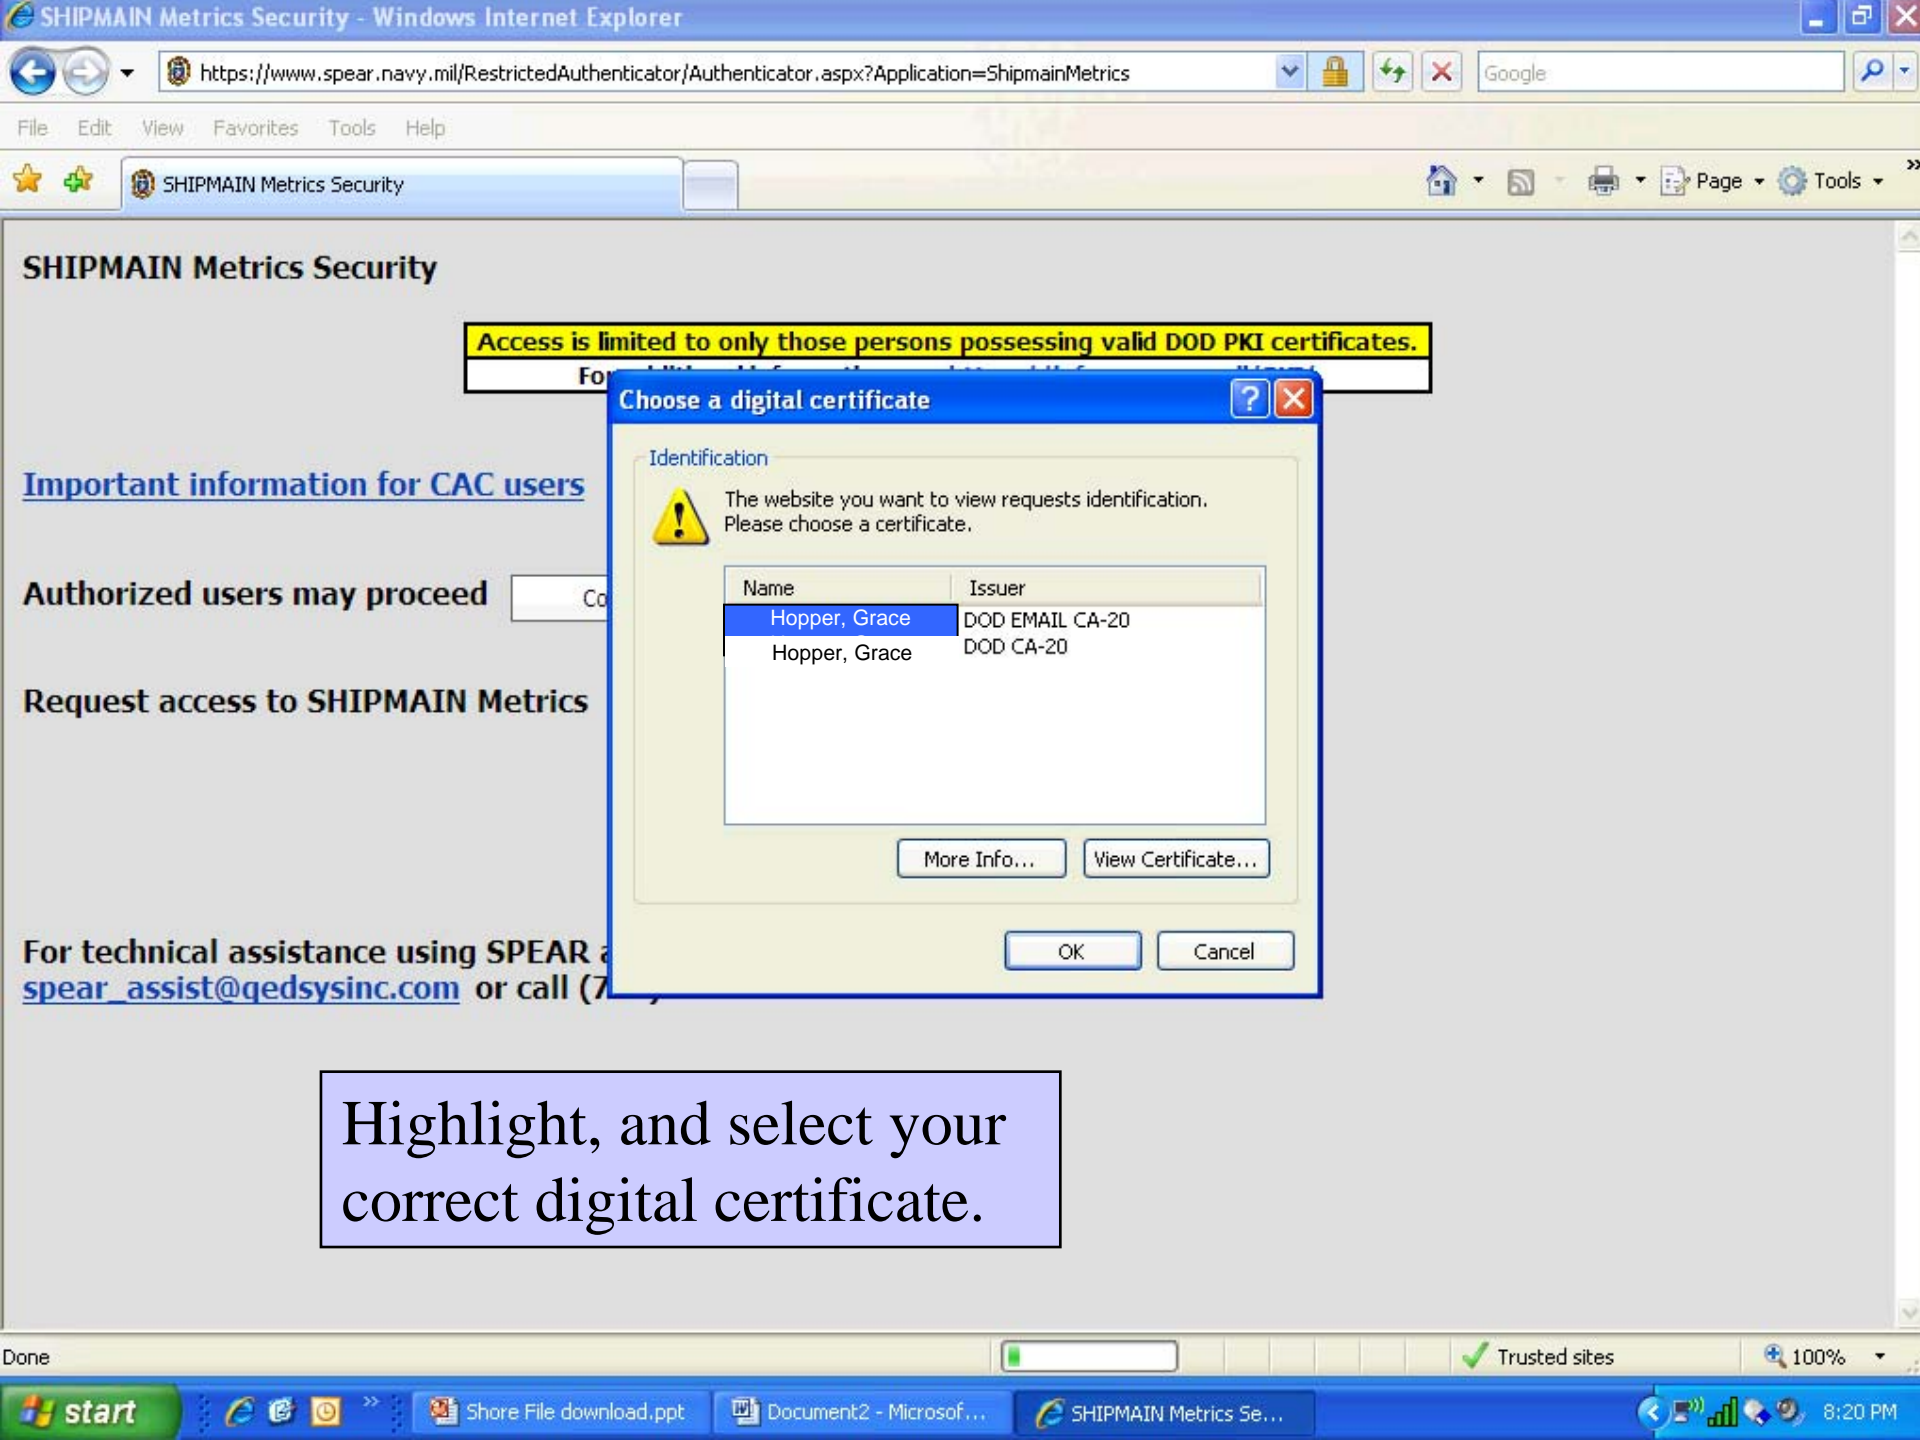 SHIPMAIN Metrics Security - Windows Internet Explorer
https://www.spear.navy.mil/RestrictedAuthenticator/Authenticator.aspx?Application=ShipmainMetrics
Google
File Edit View Favorites Tools Help
SHIPMAIN Metrics Security
Page Tools »
SHIPMAIN Metrics Security
Access is limited to only those persons possessing valid DOD PKI certificates.
Choose a digital certificate
Identification
The website you want to view requests identification.
Please choose a certificate.
Important information for CAC users
Name Issuer
Hopper, Grace DOD EMAIL CA-20
Hopper, Grace DOD CA-20
Authorized users may proceed Co
Request access to SHIPMAIN Metrics
More Info... View Certificate...
OK Cancel
For technical assistance using SPEAR
spear_assist@qedsysinc.com or call (7
Highlight, and select your
correct digital certificate.
Done Trusted sites 100%
start » Shore File download.ppt Document2 - Microsof... SHIPMAIN Metrics Se... 8:20 PM